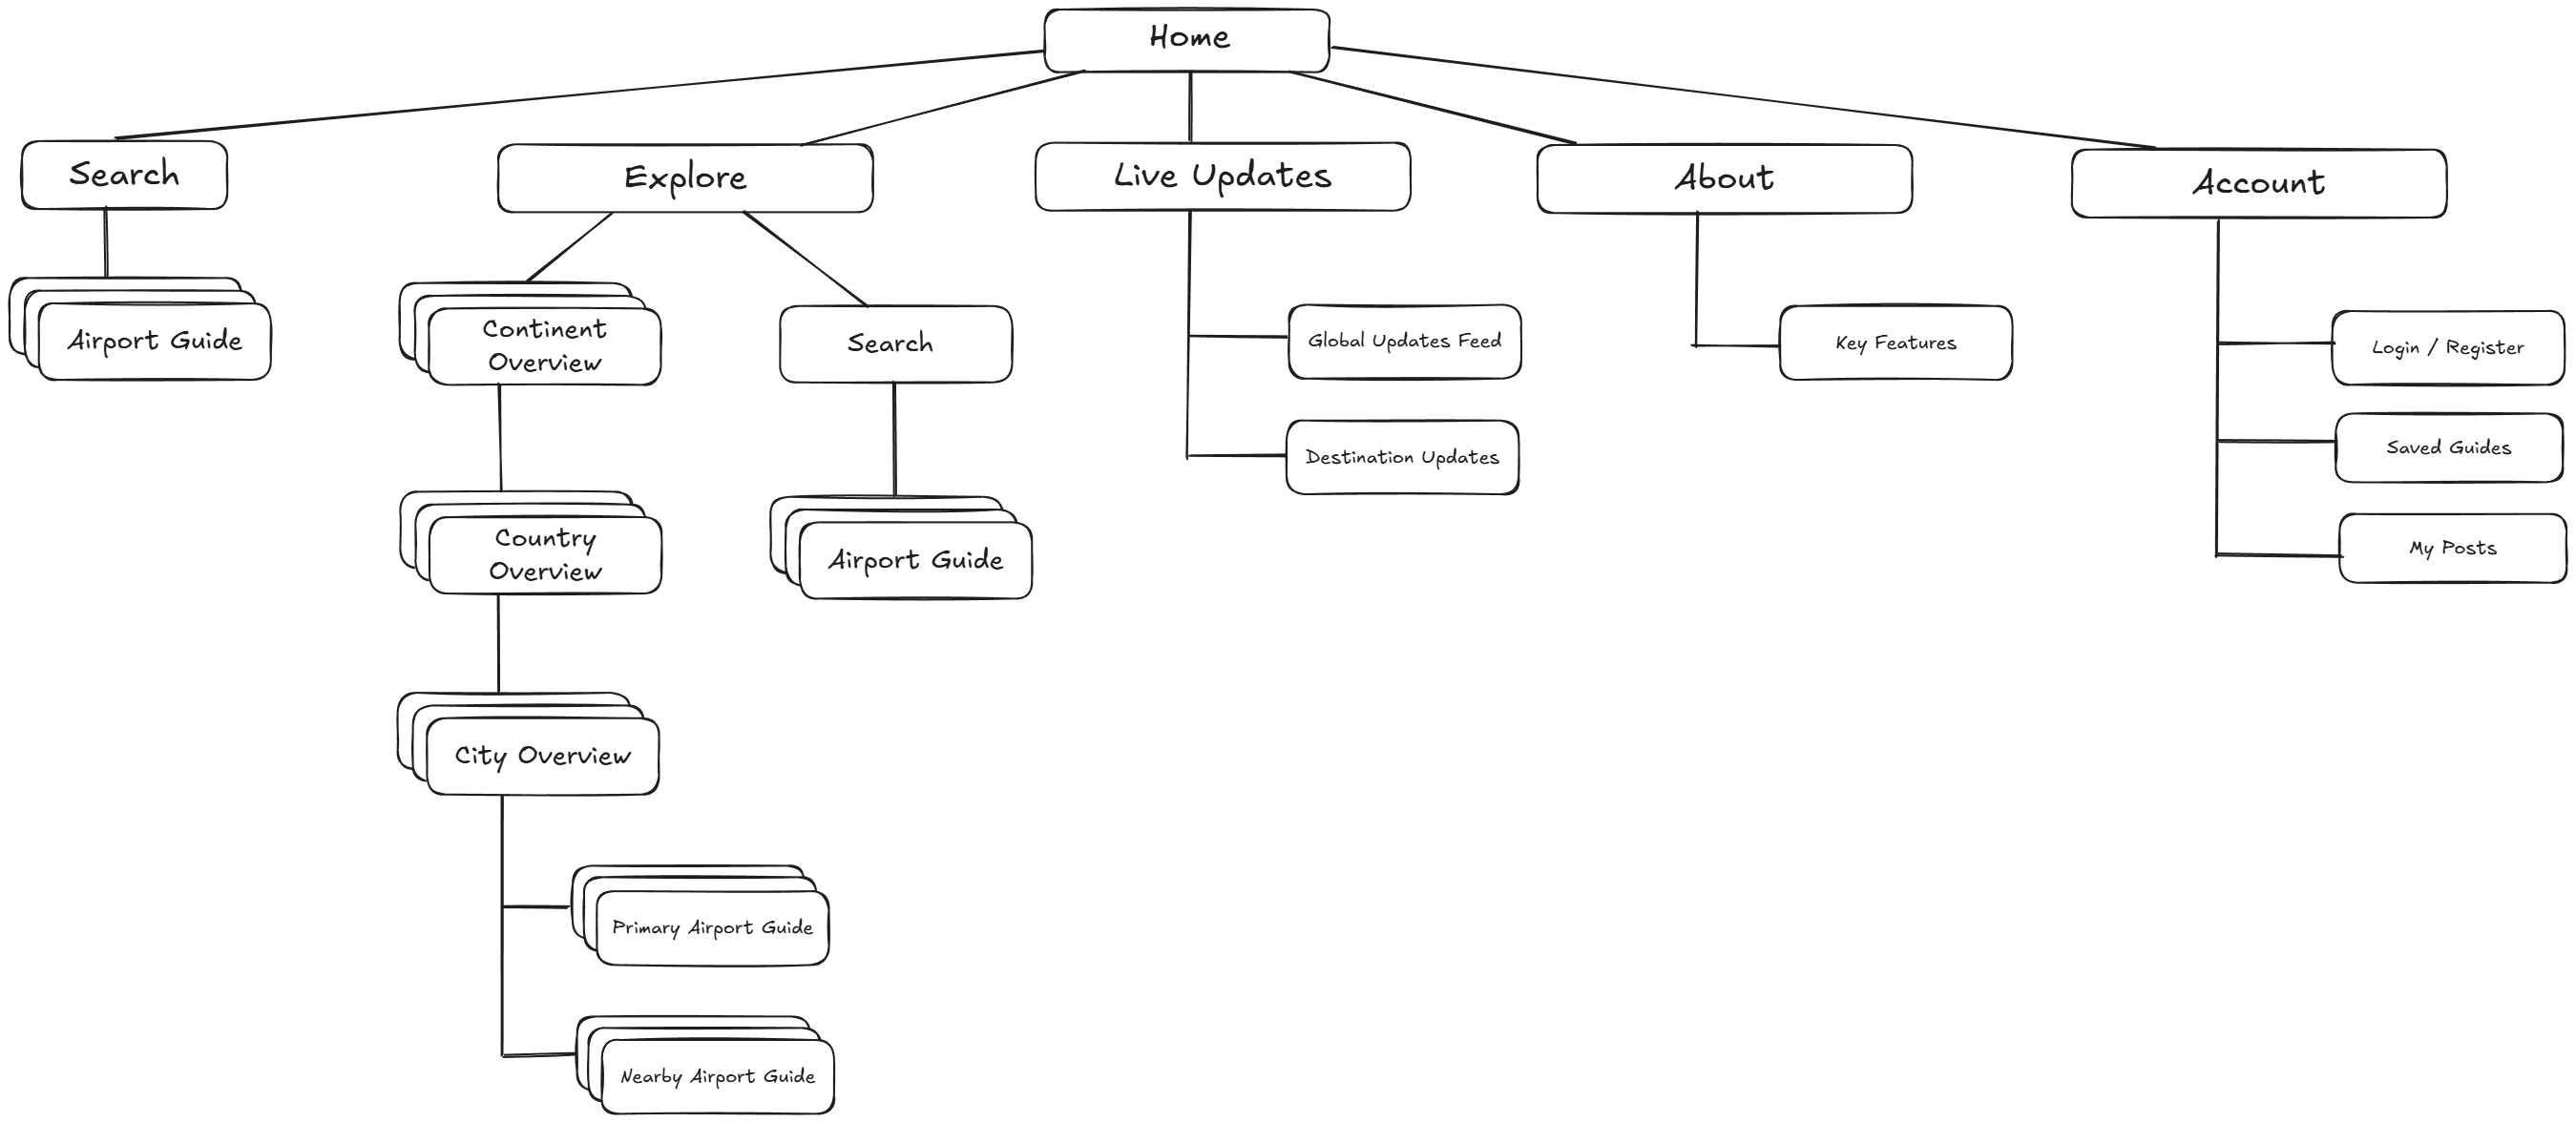 Home
Search
Explore
Live Updates
About
Account
Airport Guide
Continent
Overview
Search
Global Updates Feed
Key Features
Login / Register
Destination Updates
Saved Guides
Country
Overview
Airport Guide
My Posts
City Overview
Primary Airport Guide
Nearby Airport Guide